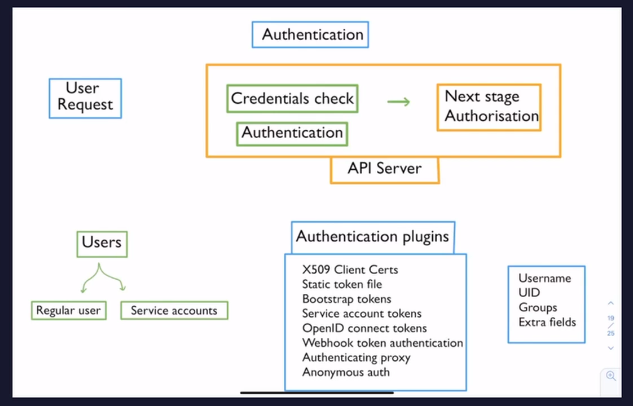 Authentication
User
Request
Credentials check
Authentication
Next stage
Authorisation
API Server
Users
Regular user
Service accounts
Authentication plugins
X509 Client Certs
Static token file
Bootstrap tokens
Service account tokens
OpenID connect tokens
Webhook token authentication
Authenticating proxy
Anonymous auth
Username
UID
Groups
Extra fields
19
/
25